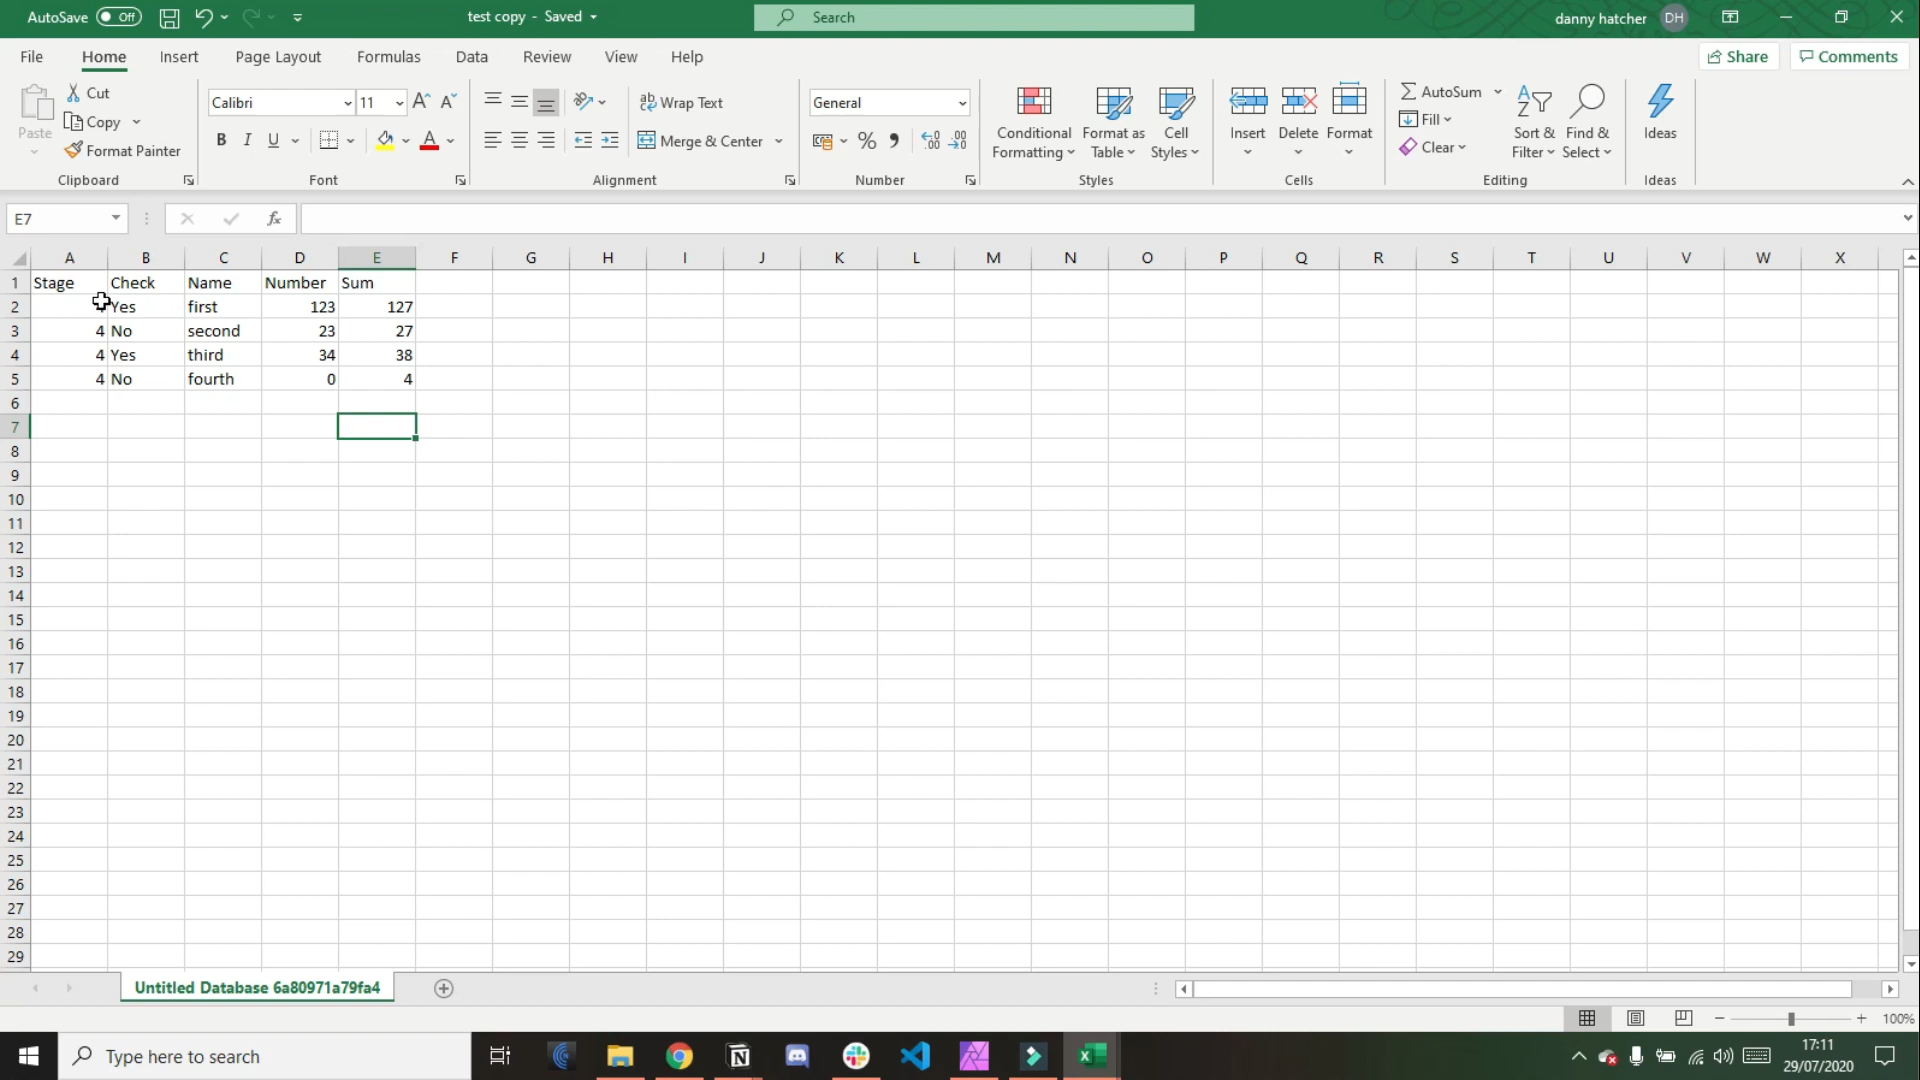 AutoSave Off test copy - Saved Search danny hatcher DH
File Home Insert Page Layout Formulas Data Review View Help Share Comments
Paste Cut Copy Format Painter Clipboard
Calibri 11 A A B I U A Font
ab Wrap Text Merge & Center Alignment
General % Number
Conditional Formatting Format as Table Cell Styles Styles
Insert Delete Format Cells
AutoSum Fill Clear Sort & Filter Find & Select Editing
Ideas Ideas
E7 fx
A B C D E F G H I J K L M N O P Q R S T U V W X
1 Stage Check Name Number Sum
2 Yes first 123 127
3 4 No second 23 27
4 4 Yes third 34 38
5 4 No fourth 0 4
6
7
8
9
10
11
12
13
14
15
16
17
18
19
20
21
22
23
24
25
26
27
28
29
Untitled Database 6a80971a79fa4
100%
Type here to search 17:11
29/07/2020